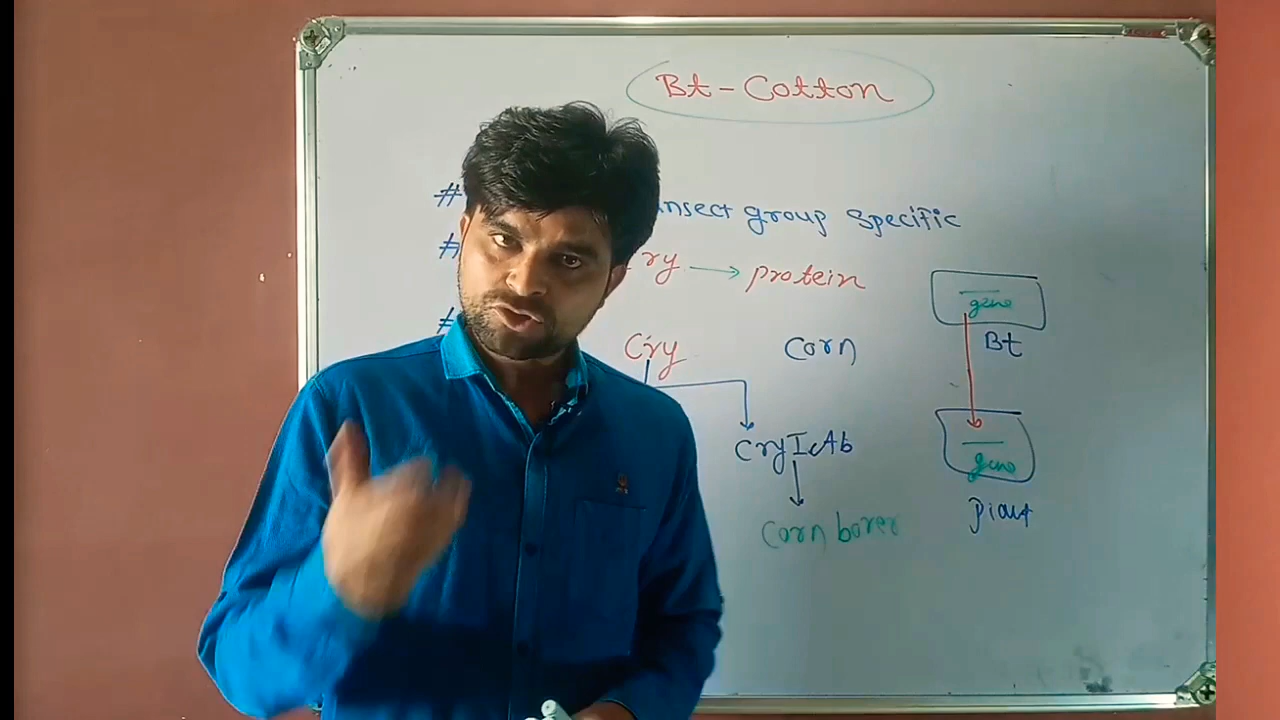 Bt-Cotton
# insect group specific
# ry → protein
#
Cry
Corn
CryIAb
Corn borer
gene
Bt
gene
Plant